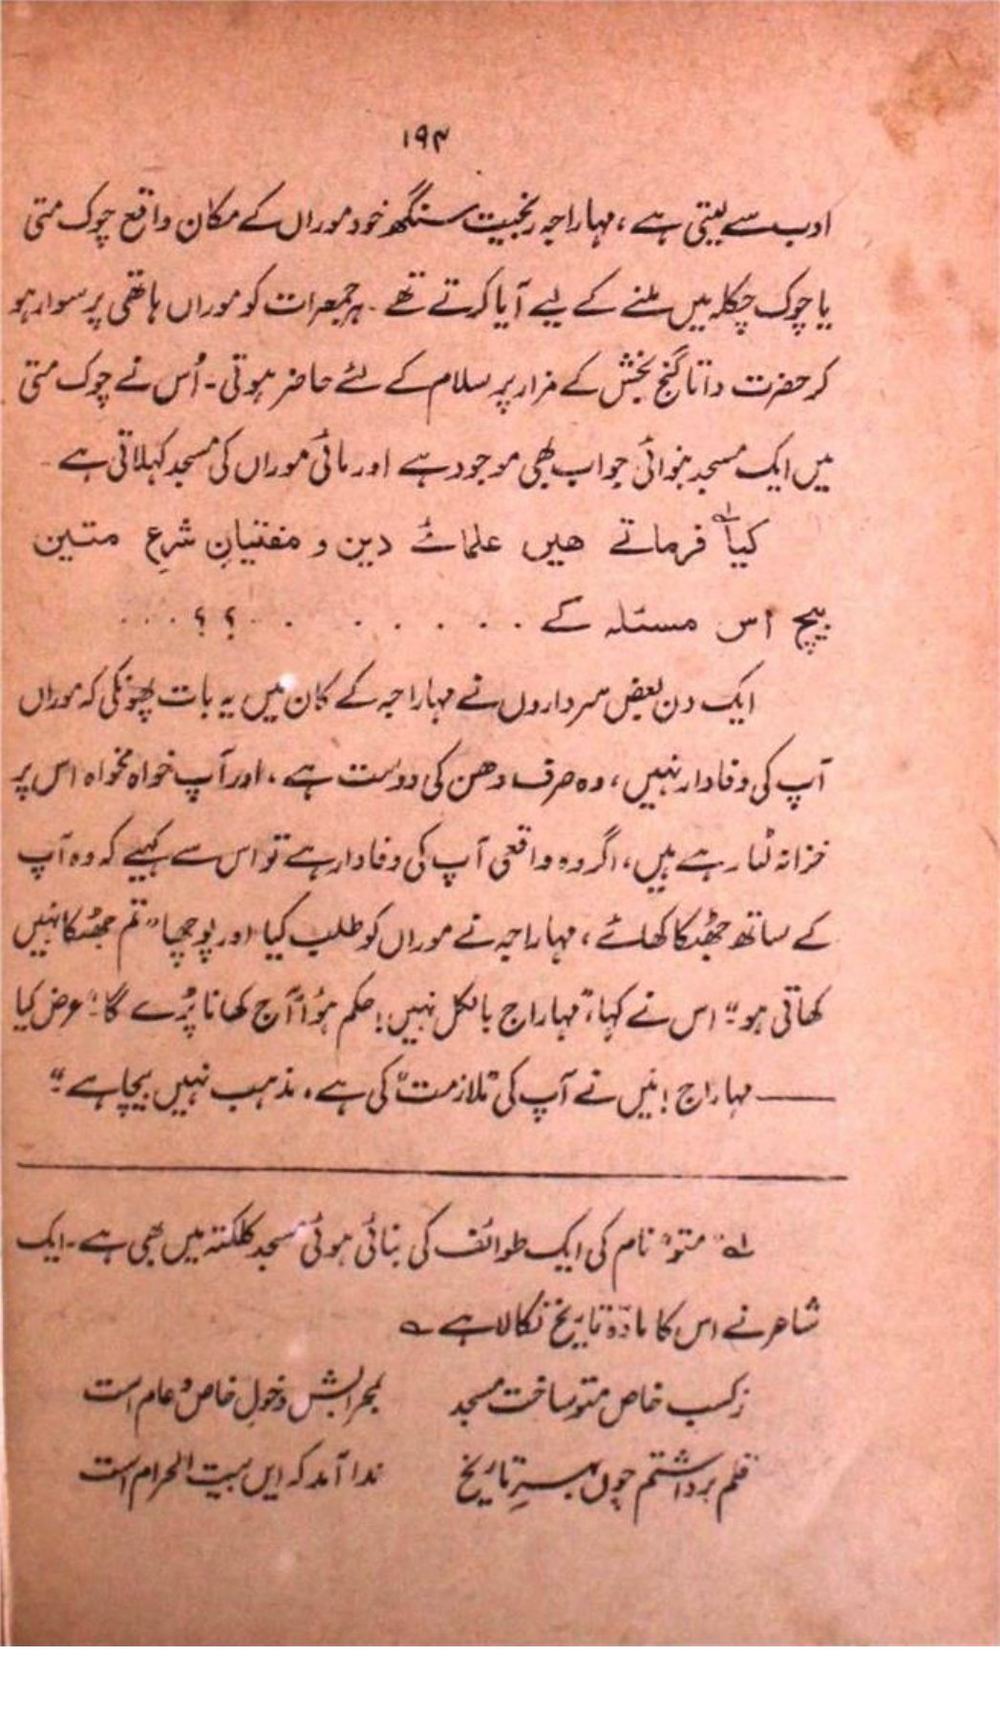 ۱۹۴
ادب سے لیتی ہے، مہاراجہ رنجیت سنگھ خود موراں کے مکان واقع چوک متی
یا چوک چکلہ میں ملنے کے لیے آیا کرتے تھے۔ ہر جمعرات کو موراں ہاتھی پر سوار ہو
کر حضرت داتا گنج بخش کے مزار پر سلام کے لئے حاضر ہوتی۔ اُس نے چوک متی
میں ایک مسجد بنوائی جو اب بھی موجود ہے اور مائی موراں کی مسجد کہلاتی ہے۔
کیا؎۱ فرماتے ہیں علمائے دین و مفتیانِ شرع متین
بیچ اس مسئلہ کے . . . . . . . . ؟ ؟ . . .
ایک دن بعض سرداروں نے مہاراجہ کے کان میں یہ بات پھونکی کہ موراں
آپ کی وفادار نہیں، وہ صرف دھن کی دوست ہے، اور آپ خواہ مخواہ اس پر
خزانہ لٹا رہے ہیں، اگر وہ واقعی آپ کی وفادار ہے تو اس سے کہیے کہ وہ آپ
کے ساتھ جھٹکا کھائے، مہاراجہ نے موراں کو طلب کیا اور پوچھا "تم جھٹکا نہیں
کھاتی ہو"؟ اس نے کہا، "مہاراج بالکل نہیں! حکم ہُوا آج کھانا پڑے گا"؛ عرض کیا
——مہاراج! مَیں نے آپ کی "ملازمت" کی ہے، مذہب نہیں بیچا ہے"؛
؎۱ "متو" نام کی ایک طوائف کی بنائی ہوئی مسجد کلکتہ میں بھی ہے۔ ایک
شاعر نے اس کا مادّۂ تاریخ نکالا ہے ؎
زکسب خاص متو ساخت مسجد بمحرابش دخولِ خاص و عام است
قلم برداشتم چوں بہرِ تاریخ ندا آمد کہ ایں بیت الحرام است